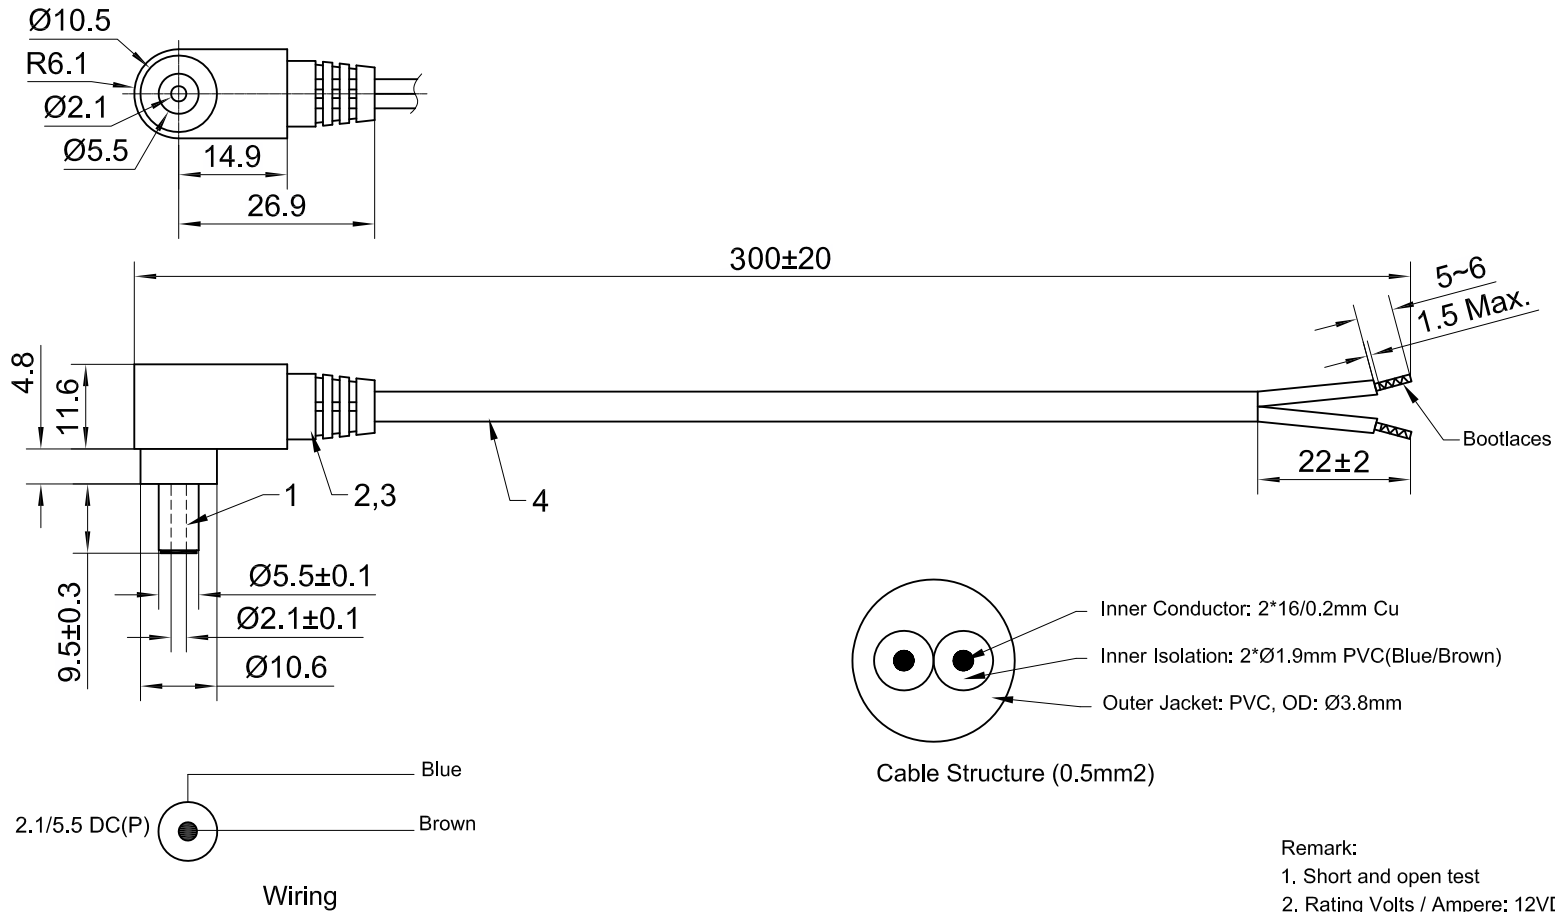 Ø10.5
R6.1
Ø2.1
Ø5.5
14.9
26.9
300±20
5~6
1.5 Max.
4.8
11.6
Bootlaces
22±2
1
2,3
4
9.5±0.3
Ø5.5±0.1
Ø2.1±0.1
Ø10.6
Inner Conductor: 2*16/0.2mm Cu
Inner Isolation: 2*Ø1.9mm PVC(Blue/Brown)
Outer Jacket: PVC, OD: Ø3.8mm
Cable Structure (0.5mm2)
Blue
2.1/5.5 DC(P)
Brown
Wiring
Remark:
1. Short and open test
2. Rating Volts / Ampere: 12VD